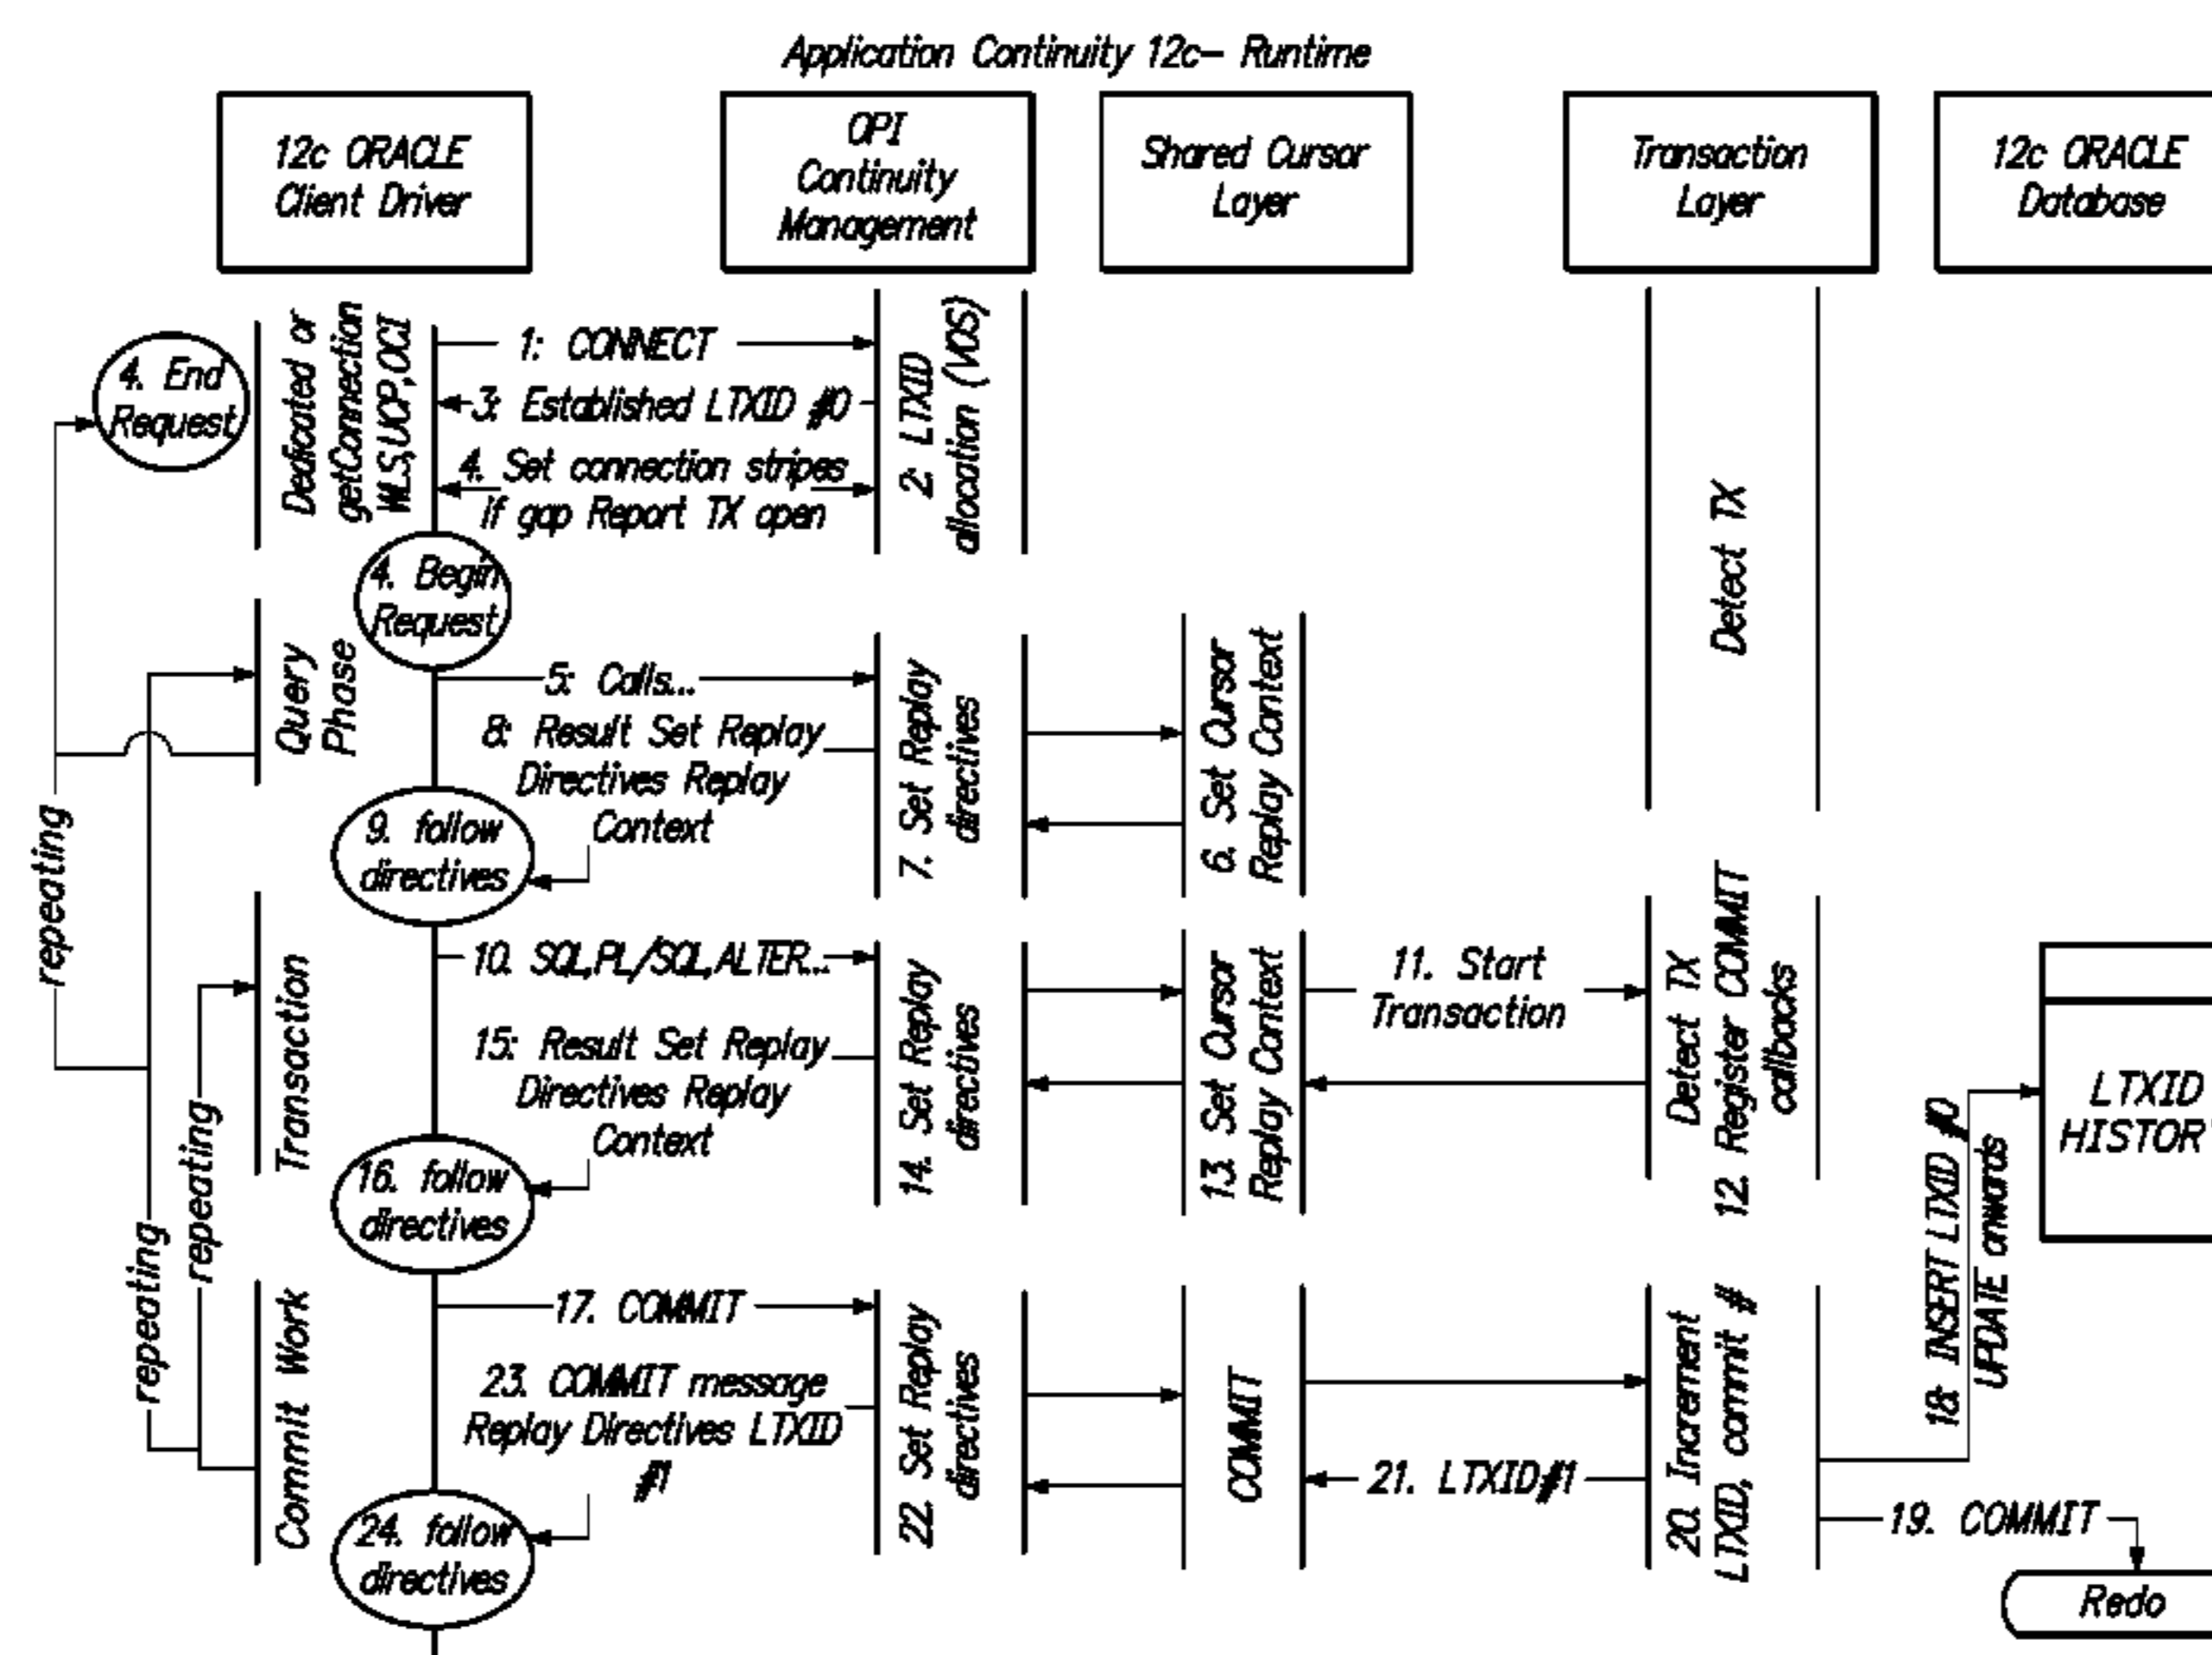 Application Continuity 12c– Runtime
12c ORACLE
Client Driver
OPI
Continuity
Management
Shared Cursor
Layer
Transaction
Layer
12c ORACLE
Database
4. End
Request
Dedicated or
getConnection
WLS,UCP,OCI
1: CONNECT
3: Established LTXID #0
4. Set connection stripes
if gap Report TX open
2: LTXID
allocation (VOS)
Detect TX
4. Begin
Request
Query
Phase
5: Calls...
8: Result Set Replay
Directives Replay
Context
7. Set Replay
directives
6. Set Cursor
Replay Context
9. follow
directives
repeating
Transaction
10. SQL,PL/SQL,ALTER...
15: Result Set Replay
Directives Replay
Context
14. Set Replay
directives
13. Set Cursor
Replay Context
11. Start
Transaction
Detect TX
12. Register COMMIT
callbacks
LTXID
HISTOR
16. follow
directives
repeating
repeating
Commit Work
17. COMMIT
23. COMMIT message
Replay Directives LTXID
#1
22. Set Replay
directives
COMMIT
21. LTXID#1
20. Increment
LTXID, commit #
18: INSERT LTXID #0
UPDATE onwards
19. COMMIT
Redo
24. follow
directives